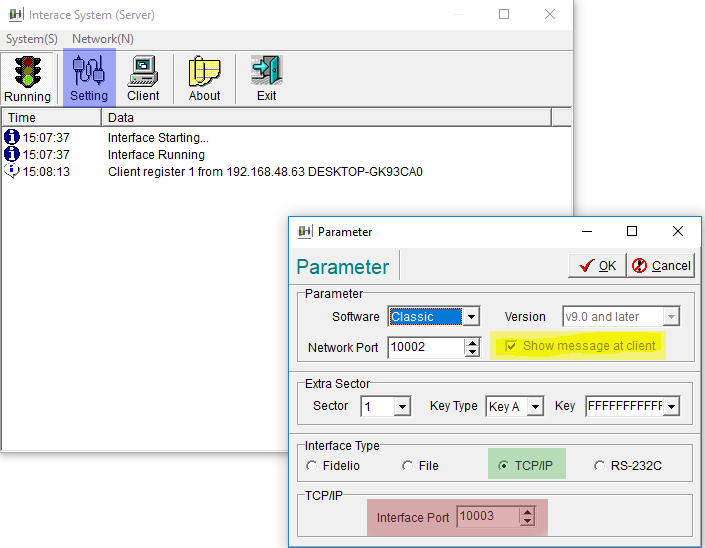 Interace System (Server)
System(S) Network(N)
Running Setting Client About Exit
Time Data
15:07:37 Interface Starting...
15:07:37 Interface Running
15:08:13 Client register 1 from 192.168.48.63 DESKTOP-GK93CA0
Parameter
Parameter OK Cancel
Parameter
Software Classic Version v9.0 and later
Network Port 10002 Show message at client
Extra Sector
Sector 1 Key Type Key A Key FFFFFFFFFFF
Interface Type
Fidelio File TCP/IP RS-232C
TCP/IP
Interface Port 10003